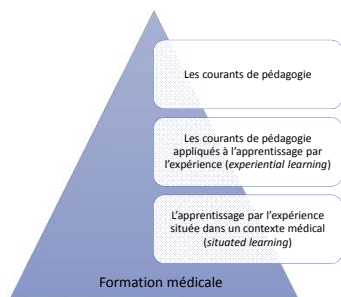 Les courants de pédagogie
Les courants de pédagogie
appliqués à l'apprentissage par
l'expérience (experiential learning)
L'apprentissage par l'expérience
située dans un contexte médical
(situated learning)
Formation médicale